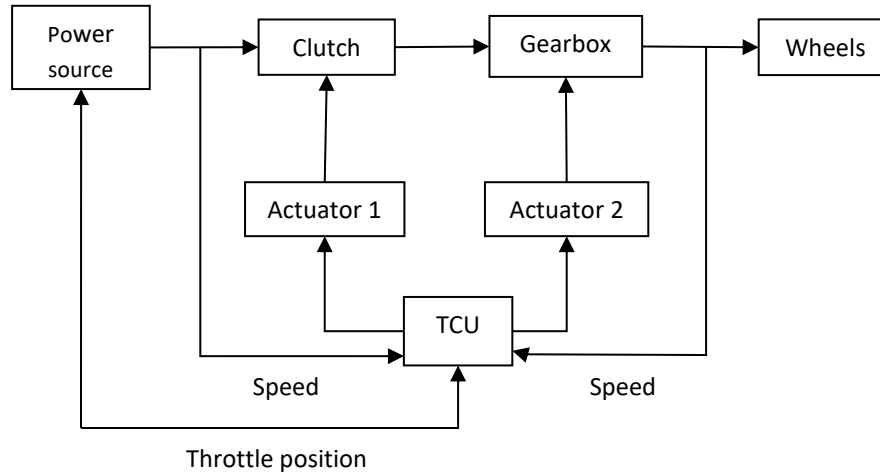 Power
source
Clutch
Gearbox
Wheels
Actuator 1
Actuator 2
TCU
Speed
Speed
Throttle position